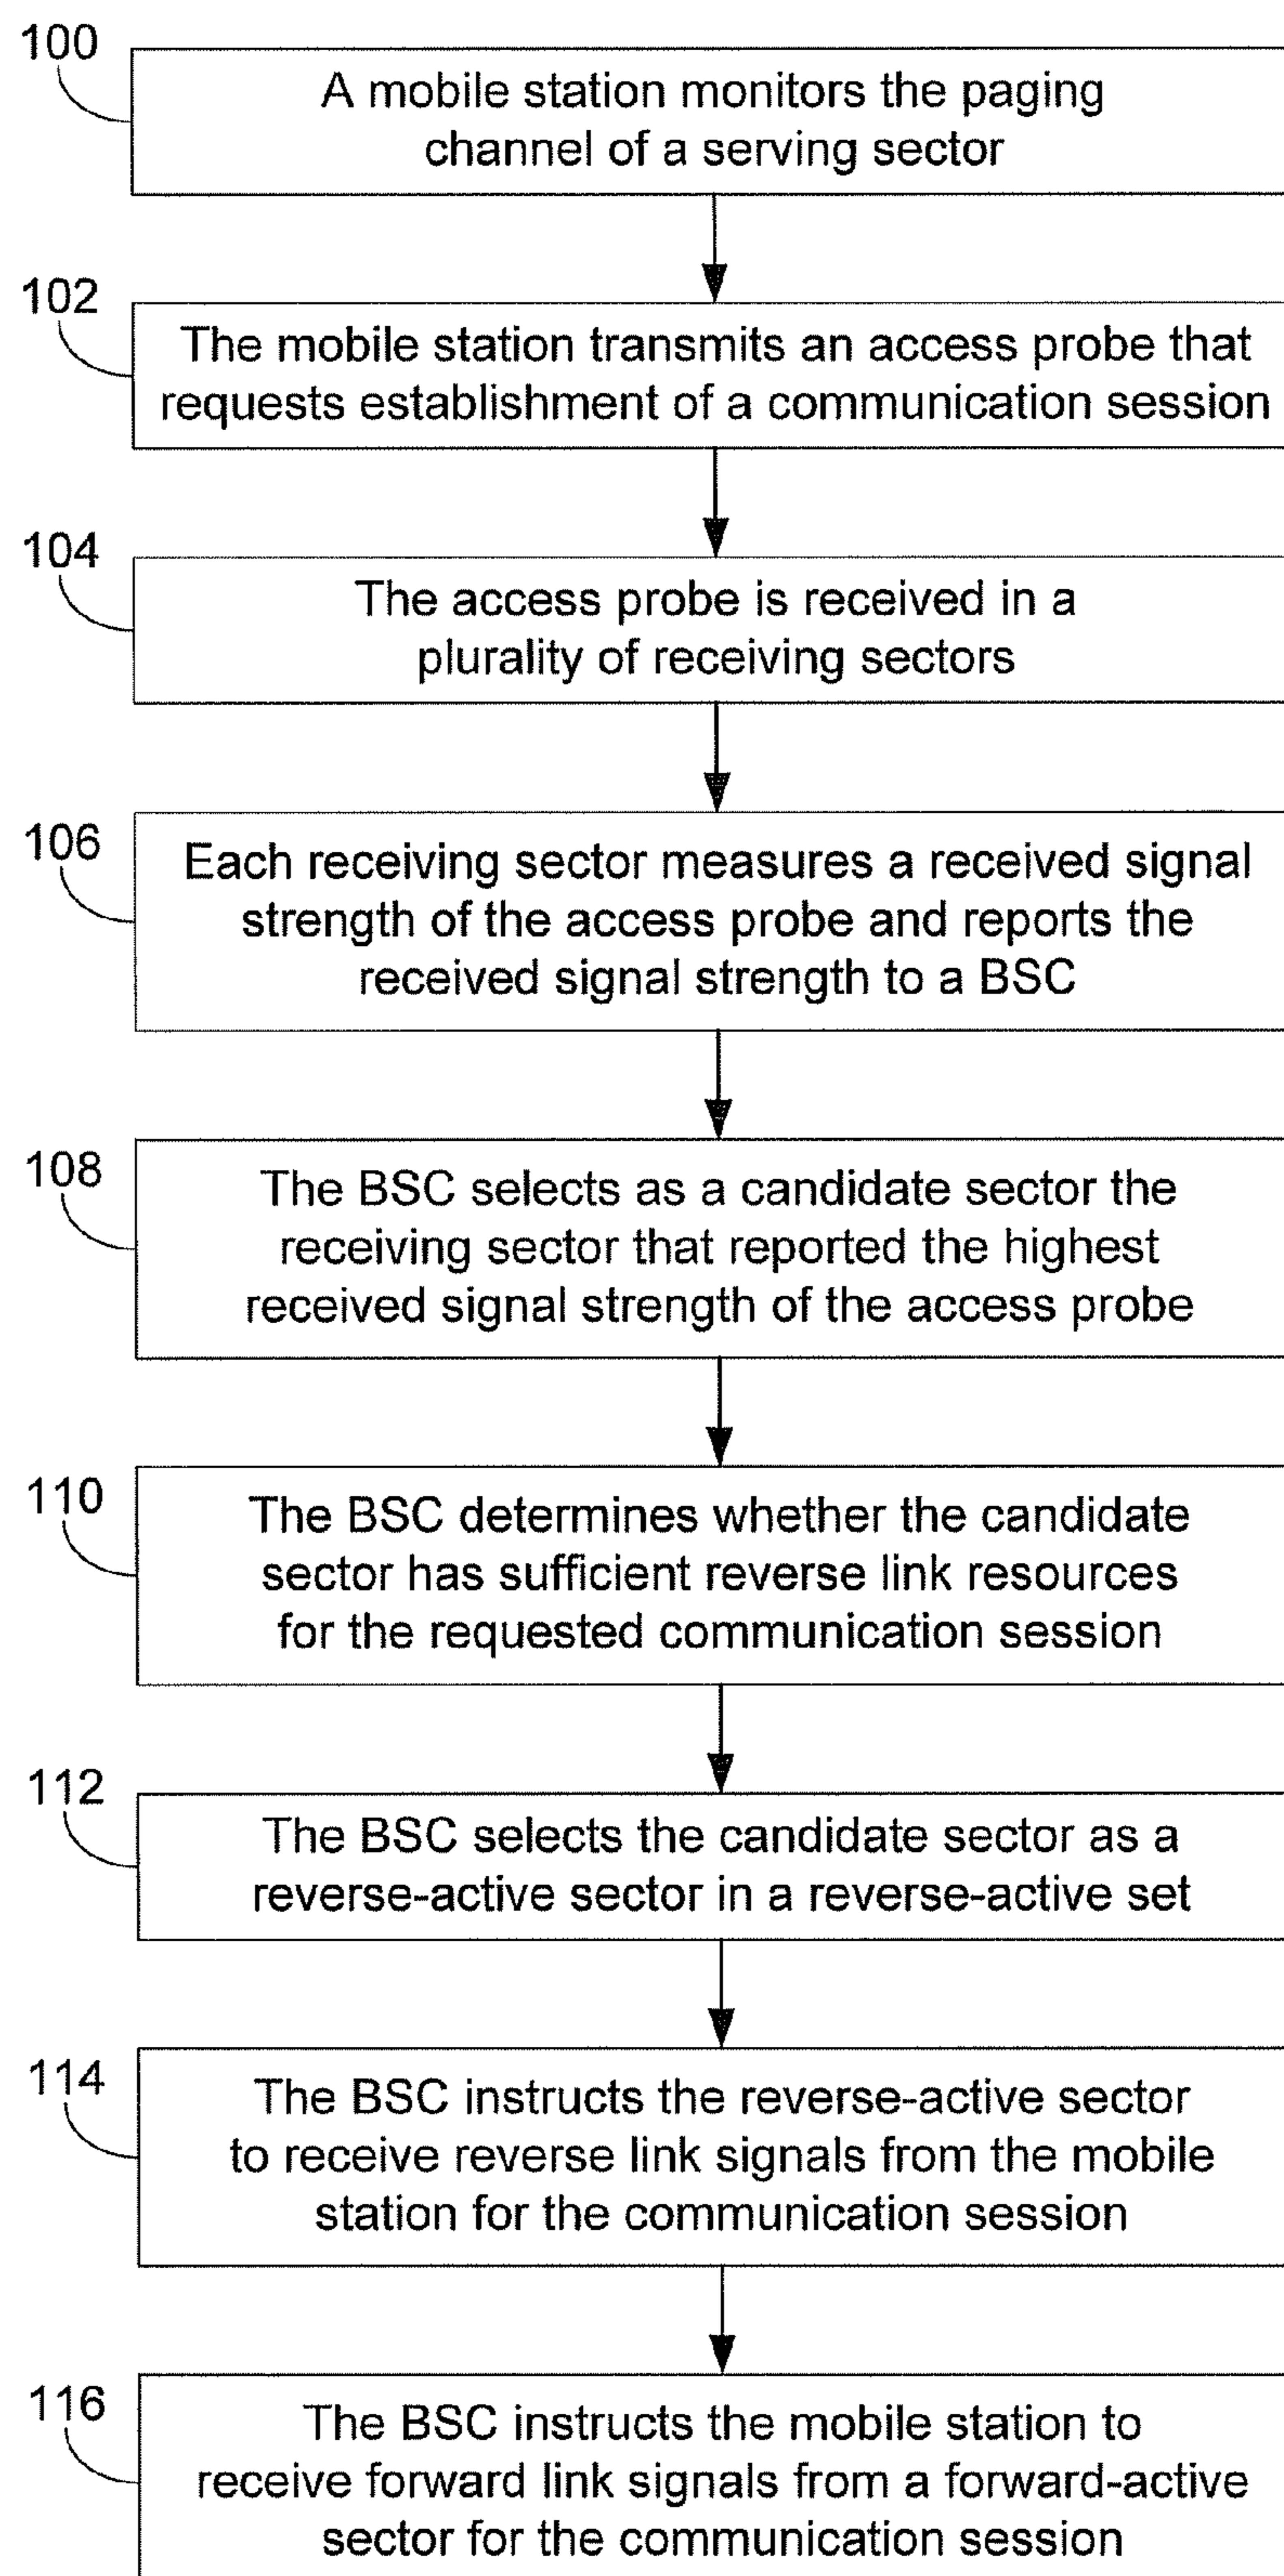 100
A mobile station monitors the paging
channel of a serving sector
102
The mobile station transmits an access probe that
requests establishment of a communication session
104
The access probe is received in a
plurality of receiving sectors
106
Each receiving sector measures a received signal
strength of the access probe and reports the
received signal strength to a BSC
108
The BSC selects as a candidate sector the
receiving sector that reported the highest
received signal strength of the access probe
110
The BSC determines whether the candidate
sector has sufficient reverse link resources
for the requested communication session
112
The BSC selects the candidate sector as a
reverse-active sector in a reverse-active set
114
The BSC instructs the reverse-active sector
to receive reverse link signals from the mobile
station for the communication session
116
The BSC instructs the mobile station to
receive forward link signals from a forward-active
sector for the communication session